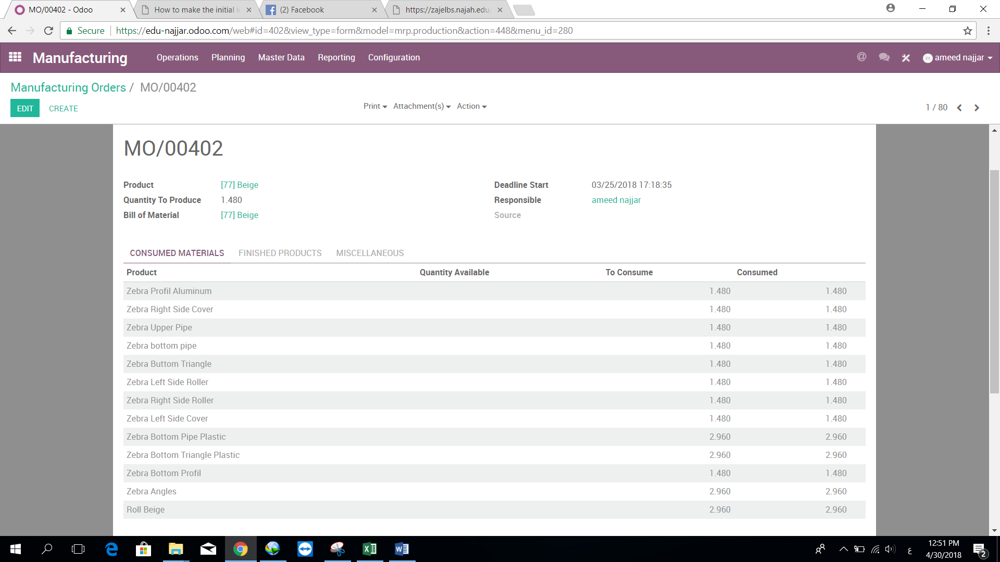 MO/00402 - Odoo
How to make the initial i
(2) Facebook
https://zajelbs.najah.edu
Secure
https://edu-najjar.odoo.com/web#id=402&view_type=form&model=mrp.production&action=448&menu_id=280
Manufacturing Operations Planning Master Data Reporting Configuration
ameed najjar
Manufacturing Orders / MO/00402
EDIT CREATE Print Attachment(s) Action 1 / 80
MO/00402
Product [77] Beige Deadline Start 03/25/2018 17:18:35
Quantity To Produce 1.480 Responsible ameed najjar
Bill of Material [77] Beige Source
CONSUMED MATERIALS FINISHED PRODUCTS MISCELLANEOUS
Product Quantity Available To Consume Consumed
Zebra Profil Aluminum 1.480 1.480
Zebra Right Side Cover 1.480 1.480
Zebra Upper Pipe 1.480 1.480
Zebra bottom pipe 1.480 1.480
Zebra Buttom Triangle 1.480 1.480
Zebra Left Side Roller 1.480 1.480
Zebra Right Side Roller 1.480 1.480
Zebra Left Side Cover 1.480 1.480
Zebra Bottom Pipe Plastic 2.960 2.960
Zebra Bottom Triangle Plastic 2.960 2.960
Zebra Bottom Profil 1.480 1.480
Zebra Angles 2.960 2.960
Roll Beige 2.960 2.960
ع
12:51 PM
4/30/2018
2